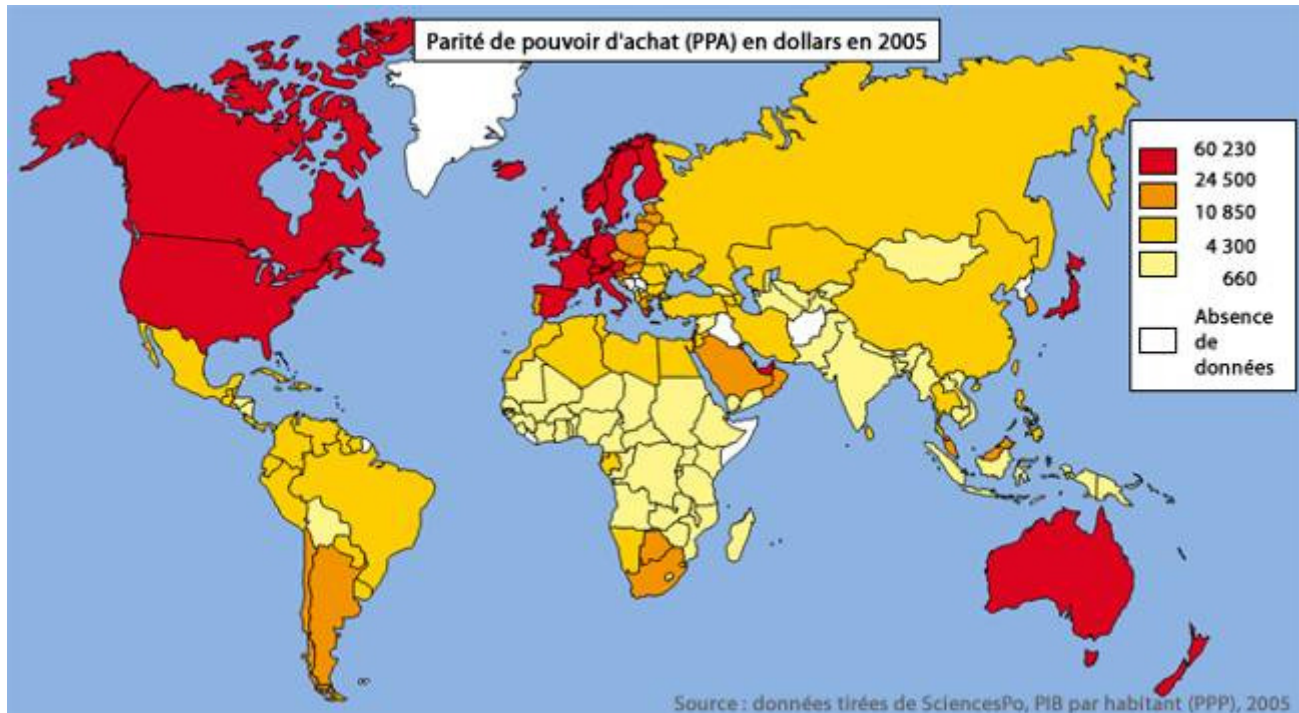 Parité de pouvoir d'achat (PPA) en dollars en 2005
60 230
24 500
10 850
4 300
660
Absence
de
données
Source : données tirées de SciencesPo, PIB par habitant (PPP), 2005